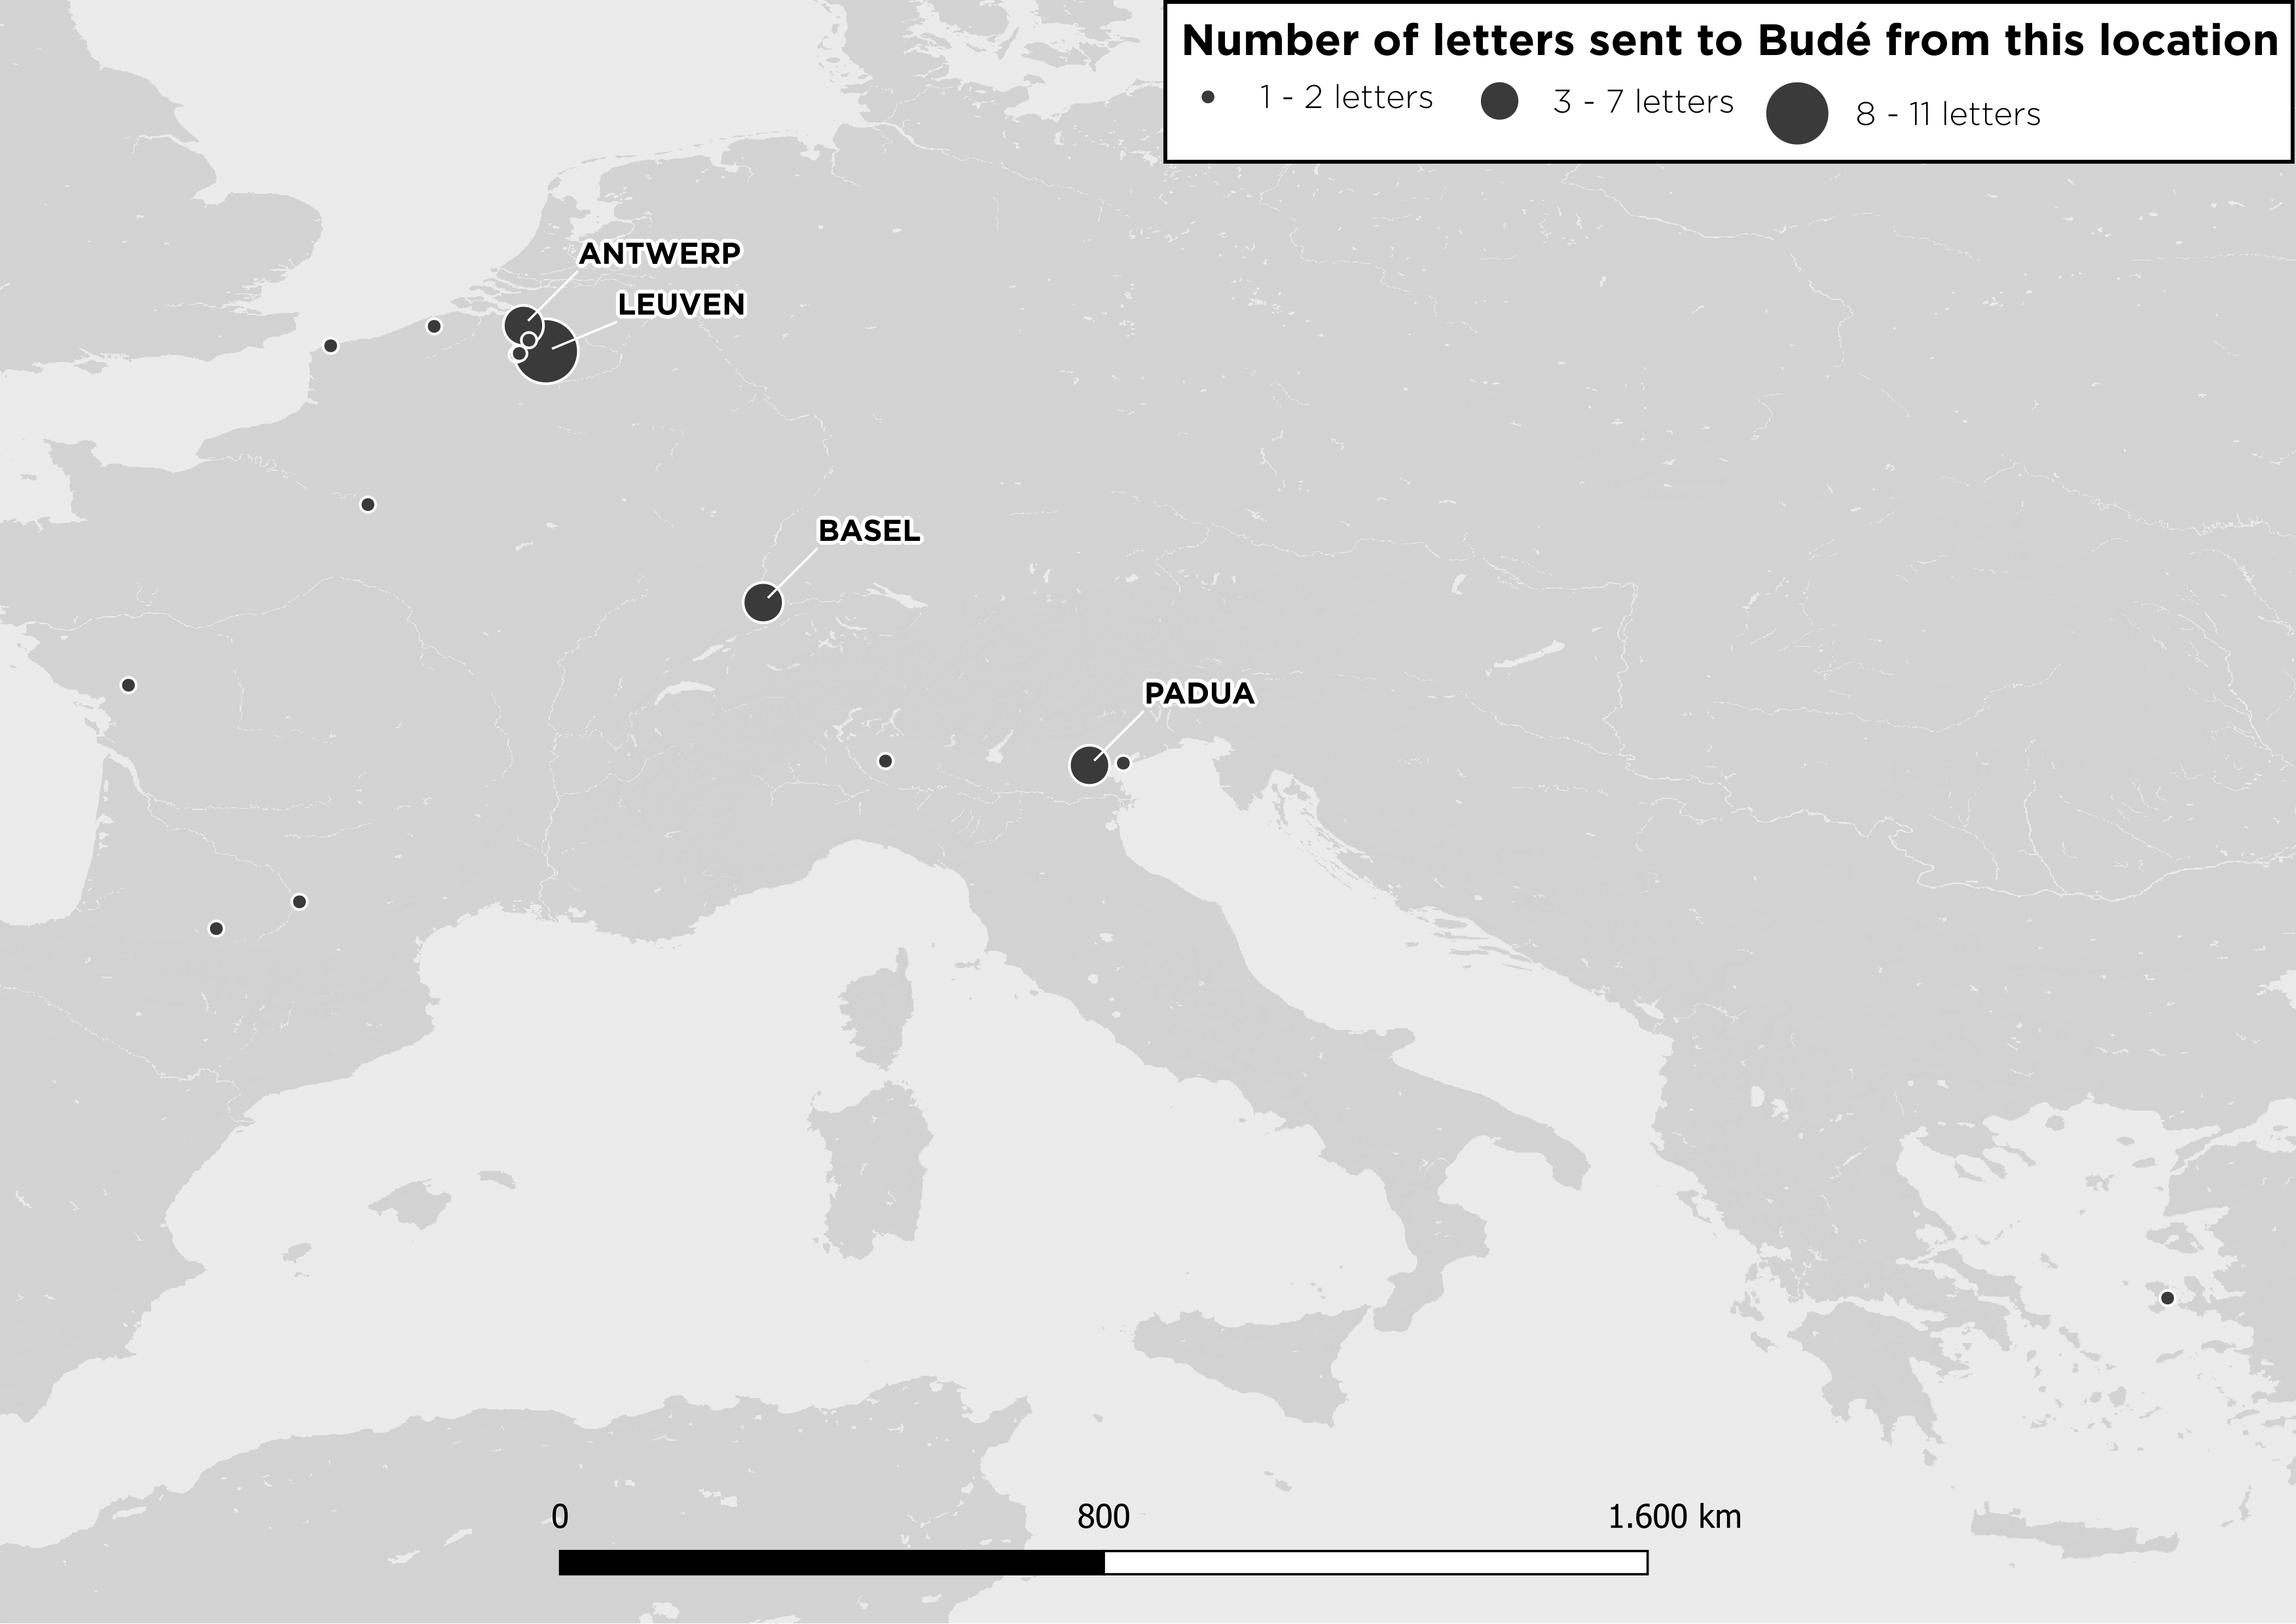 Number of letters sent to Budé from this location
1 - 2 letters 3 - 7 letters 8 - 11 letters
ANTWERP
LEUVEN
BASEL
PADUA
0 800 1.600 km